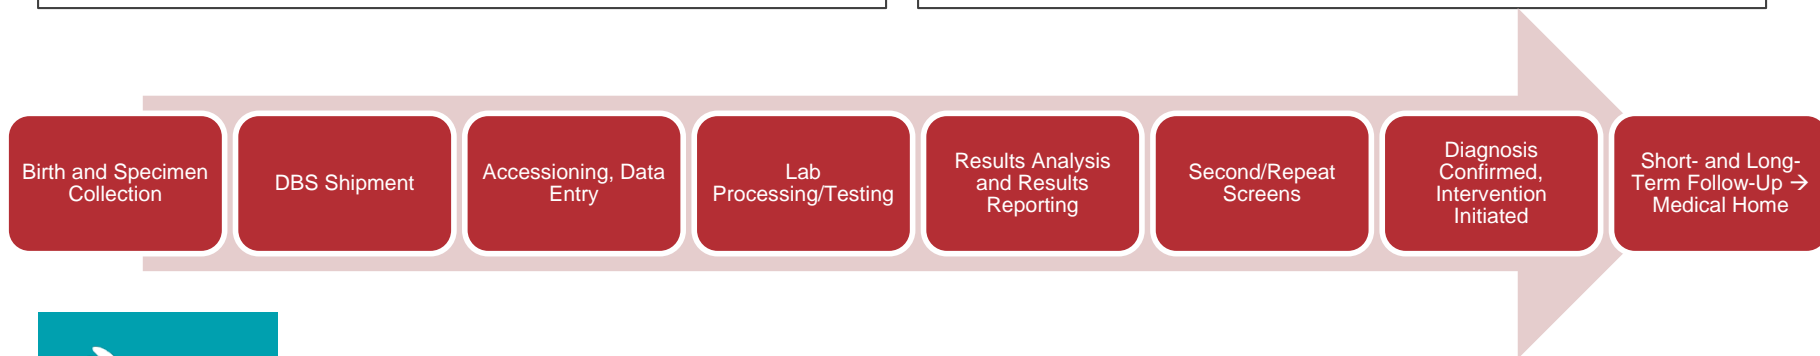 Birth and Specimen
Collection
DBS Shipment
Accessioning, Data
Entry
Lab
Processing/Testing
Results Analysis
and Results
Reporting
Second/Repeat
Screens
Diagnosis
Confirmed,
Intervention
Initiated
Short- and Long-
Term Follow-Up →
Medical Home